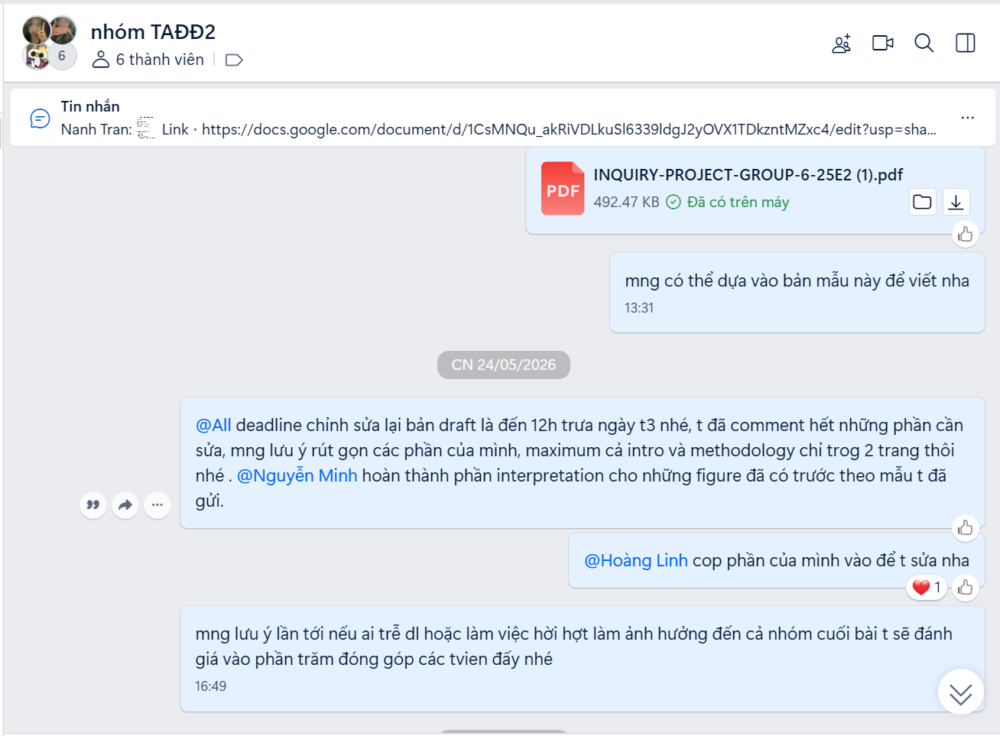 nhóm TAĐĐ2
6
6 thành viên
Tin nhắn
Nanh Tran: Link · https://docs.google.com/document/d/1CsMNQu_akRiVDLkuSl6339ldgJ2yOVX1TDkzntMZxc4/edit?usp=sha...
PDF
INQUIRY-PROJECT-GROUP-6-25E2 (1).pdf
492.47 KB Đã có trên máy
mng có thể dựa vào bản mẫu này để viết nha
13:31
CN 24/05/2026
@All deadline chỉnh sửa lại bản draft là đến 12h trưa ngày t3 nhé, t đã comment hết những phần cần
sửa, mng lưu ý rút gọn các phần của mình, maximum cả intro và methodology chỉ trog 2 trang thôi
nhé . @Nguyễn Minh hoàn thành phần interpretation cho những figure đã có trước theo mẫu t đã
gửi.
@Hoàng Linh cop phần của mình vào để t sửa nha
1
mng lưu ý lần tới nếu ai trễ dl hoặc làm việc hời hợt làm ảnh hưởng đến cả nhóm cuối bài t sẽ đánh
giá vào phần trăm đóng góp các tvien đấy nhé
16:49